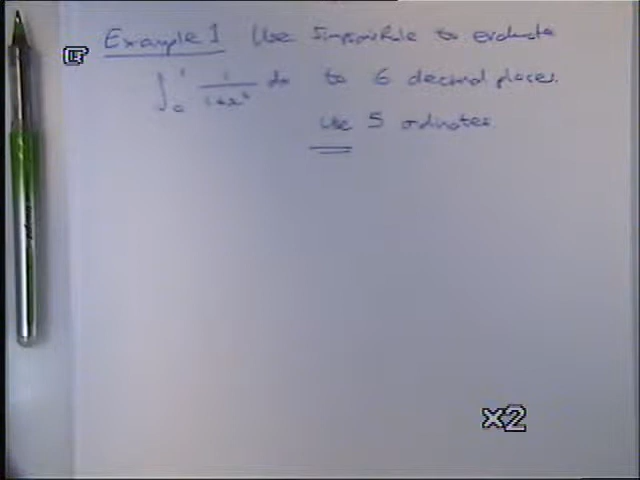 Example 1 Use Simpson's Rule to evaluate
∫₀¹ 1/(1+x²) dx to 6 decimal places.
Use 5 ordinates
x2